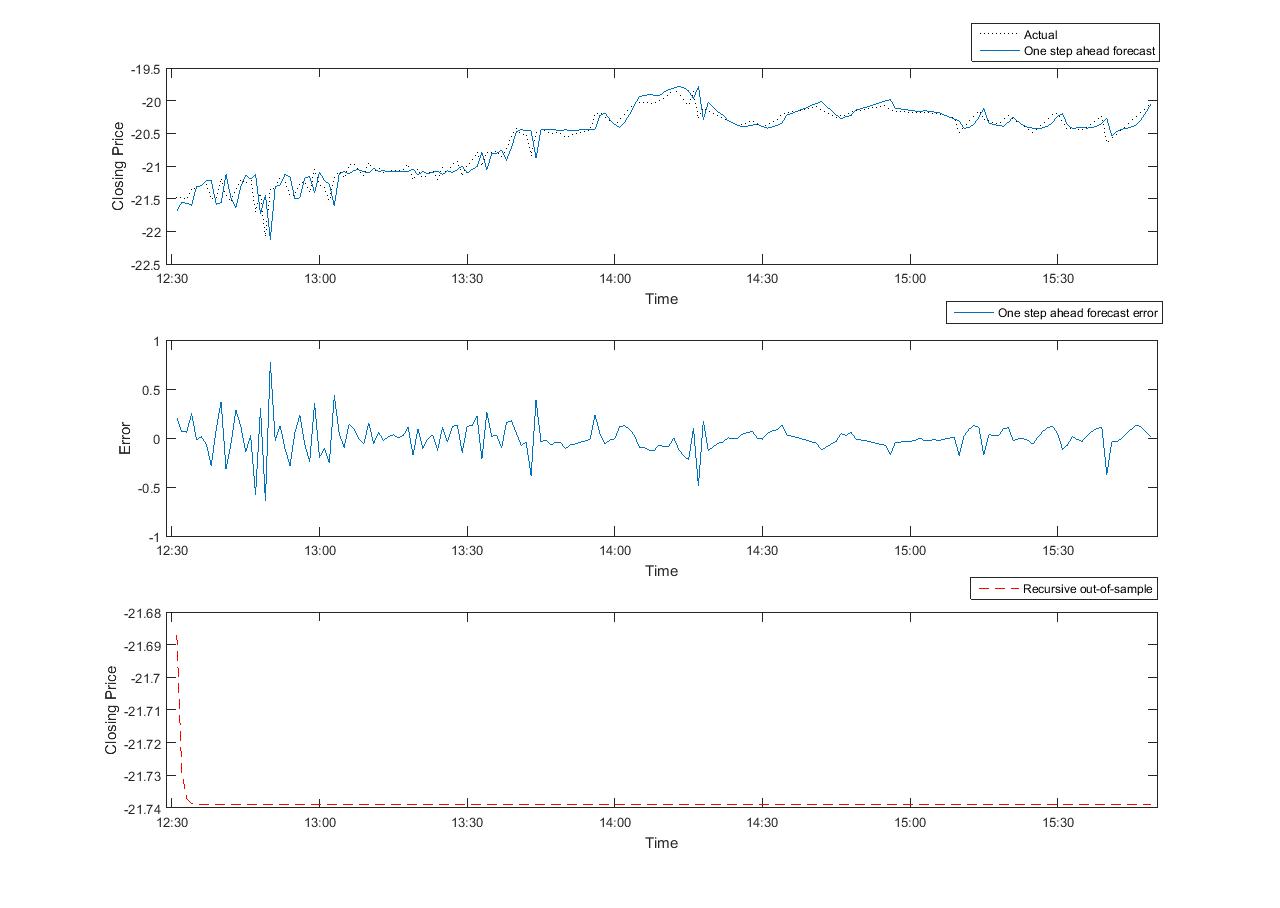 Actual
One step ahead forecast
-19.5
-20
-20.5
-21
-21.5
-22
-22.5
Closing Price
12:30 13:00 13:30 14:00 14:30 15:00 15:30
Time
One step ahead forecast error
1
0.5
0
-0.5
-1
Error
12:30 13:00 13:30 14:00 14:30 15:00 15:30
Time
Recursive out-of-sample
-21.68
-21.69
-21.7
-21.71
-21.72
-21.73
-21.74
Closing Price
12:30 13:00 13:30 14:00 14:30 15:00 15:30
Time